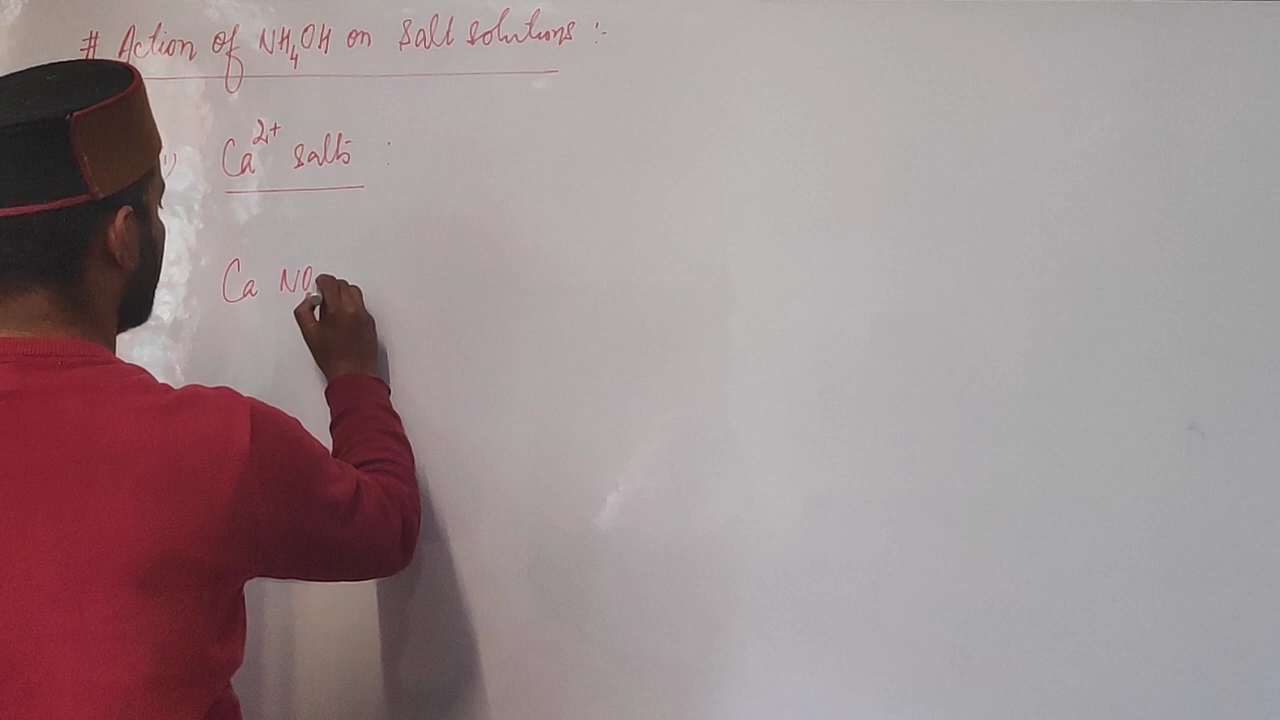 # Action of NH₄OH on salt solutions :-
i) Ca²⁺ salts :
Ca NO